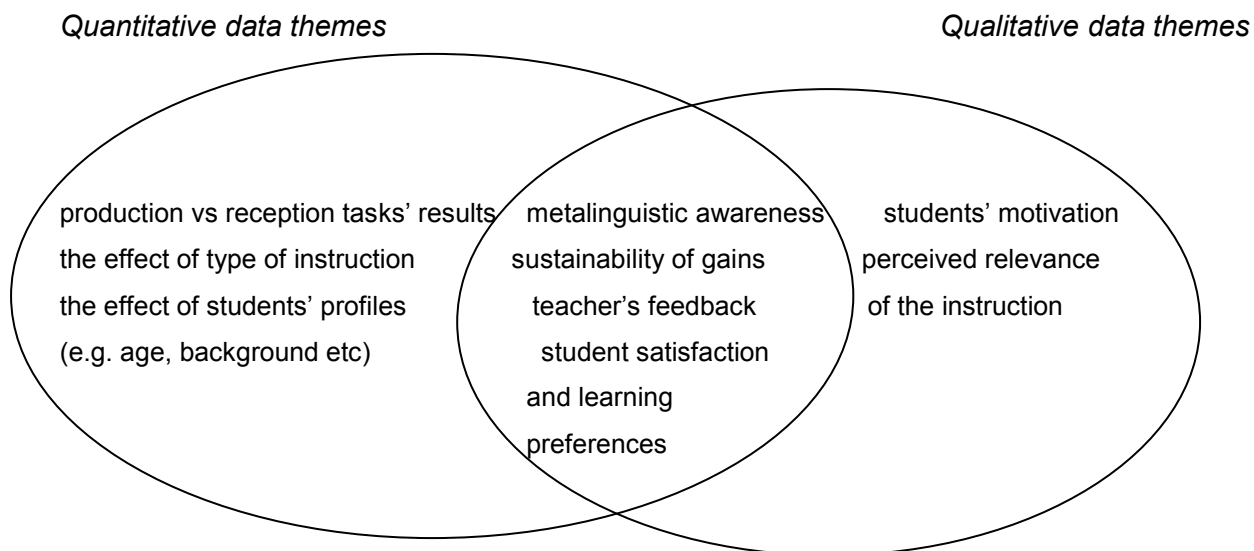 Quantitative data themes
Qualitative data themes
production vs reception tasks’ results
the effect of type of instruction
the effect of students’ profiles
(e.g. age, background etc)
metalinguistic awareness
sustainability of gains
teacher’s feedback
student satisfaction
and learning
preferences
students’ motivation
perceived relevance
of the instruction